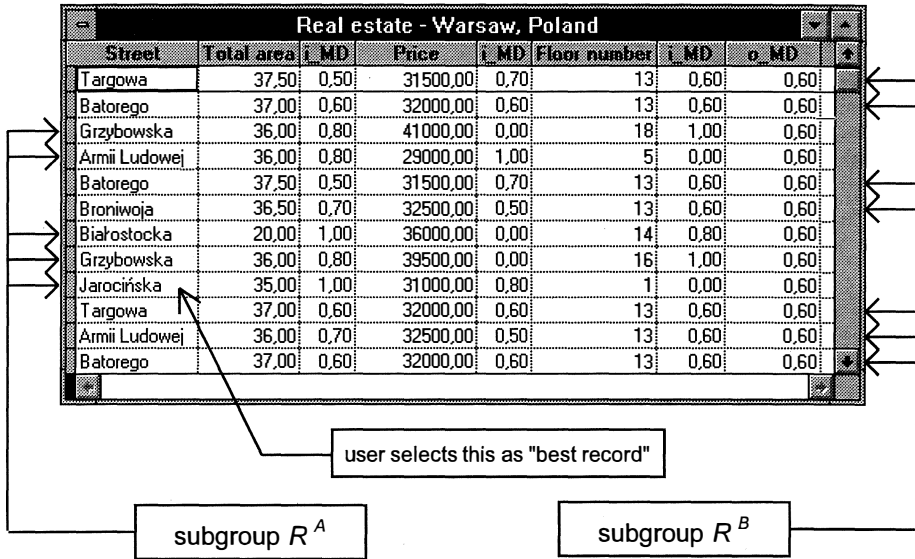 Real estate - Warsaw, Poland
Street Total area i_MD Price i_MD Floor number i_MD o_MD
Targowa 37,50 0,50 31500,00 0,70 13 0,60 0,60
Batorego 37,00 0,60 32000,00 0,60 13 0,60 0,60
Grzybowska 36,00 0,80 41000,00 0,00 18 1,00 0,60
Armii Ludowej 36,00 0,80 29000,00 1,00 5 0,00 0,60
Batorego 37,50 0,50 31500,00 0,70 13 0,60 0,60
Broniwoja 36,50 0,70 32500,00 0,50 13 0,60 0,60
Białostocka 20,00 1,00 36000,00 0,00 14 0,80 0,60
Grzybowska 36,00 0,80 39500,00 0,00 16 1,00 0,60
Jarocińska 35,00 1,00 31000,00 0,80 1 0,00 0,60
Targowa 37,00 0,60 32000,00 0,60 13 0,60 0,60
Armii Ludowej 36,00 0,70 32500,00 0,50 13 0,60 0,60
Batorego 37,00 0,60 32000,00 0,60 13 0,60 0,60
user selects this as "best record"
subgroup R A
subgroup R B